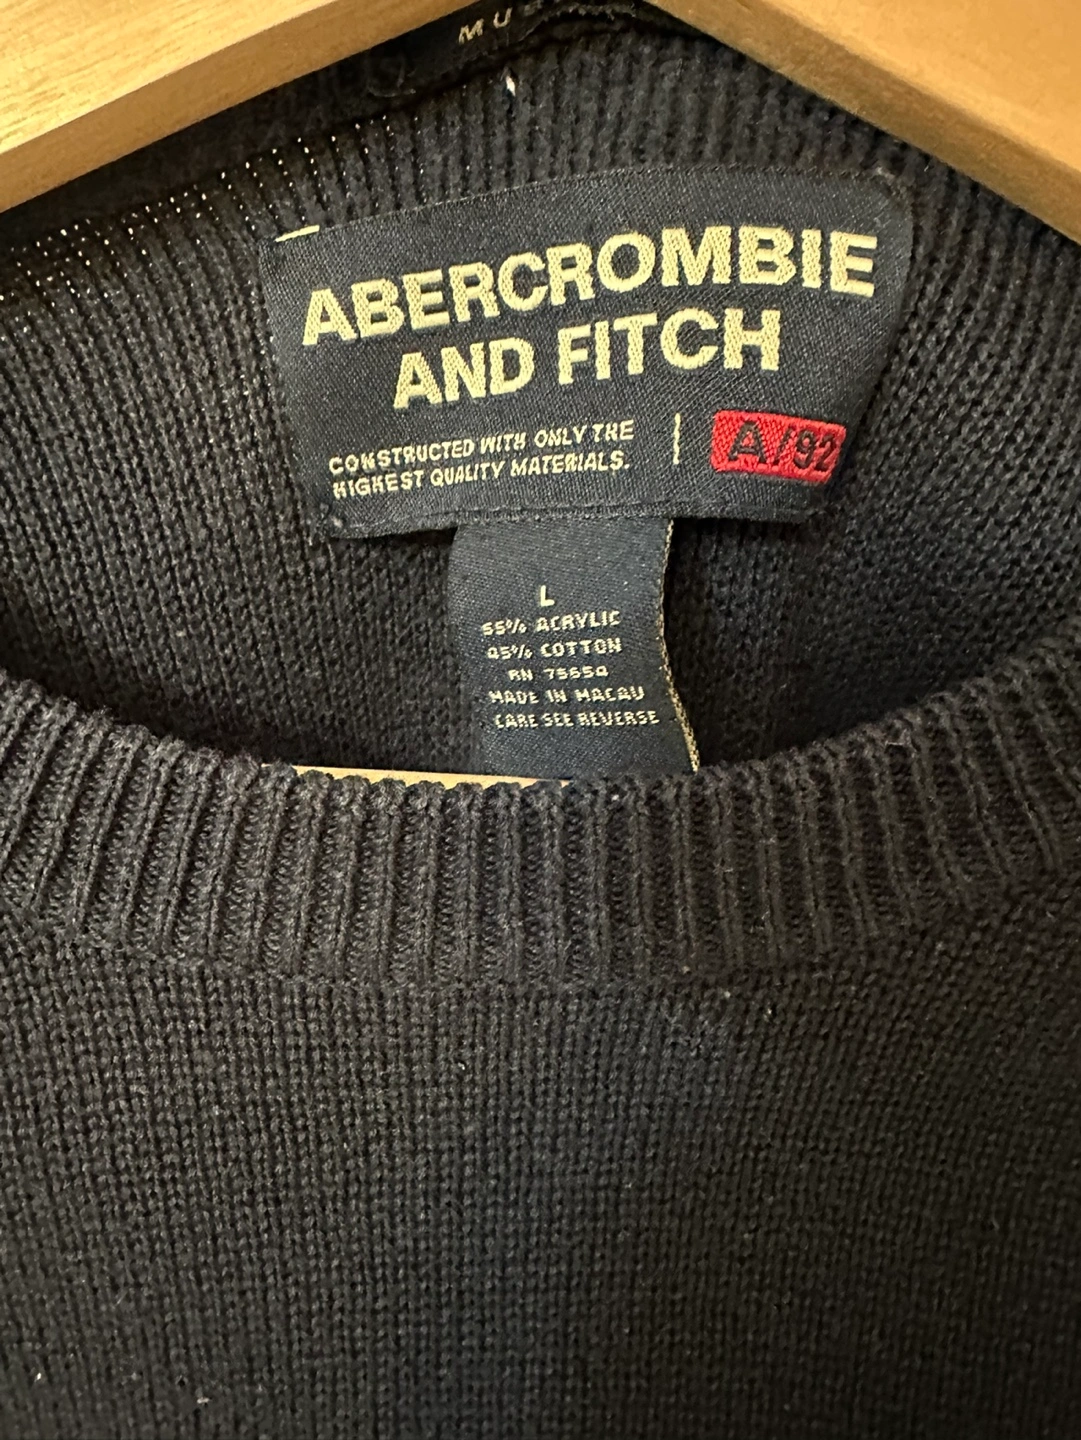 ABERCROMBIE
AND FITCH
CONSTRUCTED WITH ONLY THE
HIGHEST QUALITY MATERIALS.
A/92
L
55% ACRYLIC
45% COTTON
RN 75654
MADE IN MACAU
CARE SEE REVERSE